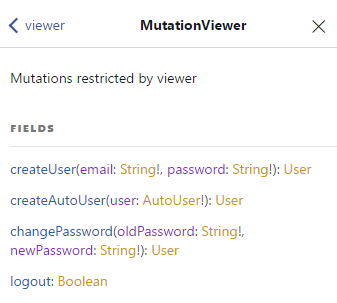 viewer MutationViewer
Mutations restricted by viewer
FIELDS
createUser(email: String!, password: String!): User
createAutoUser(user: AutoUser!): User
changePassword(oldPassword: String!,
newPassword: String!): User
logout: Boolean